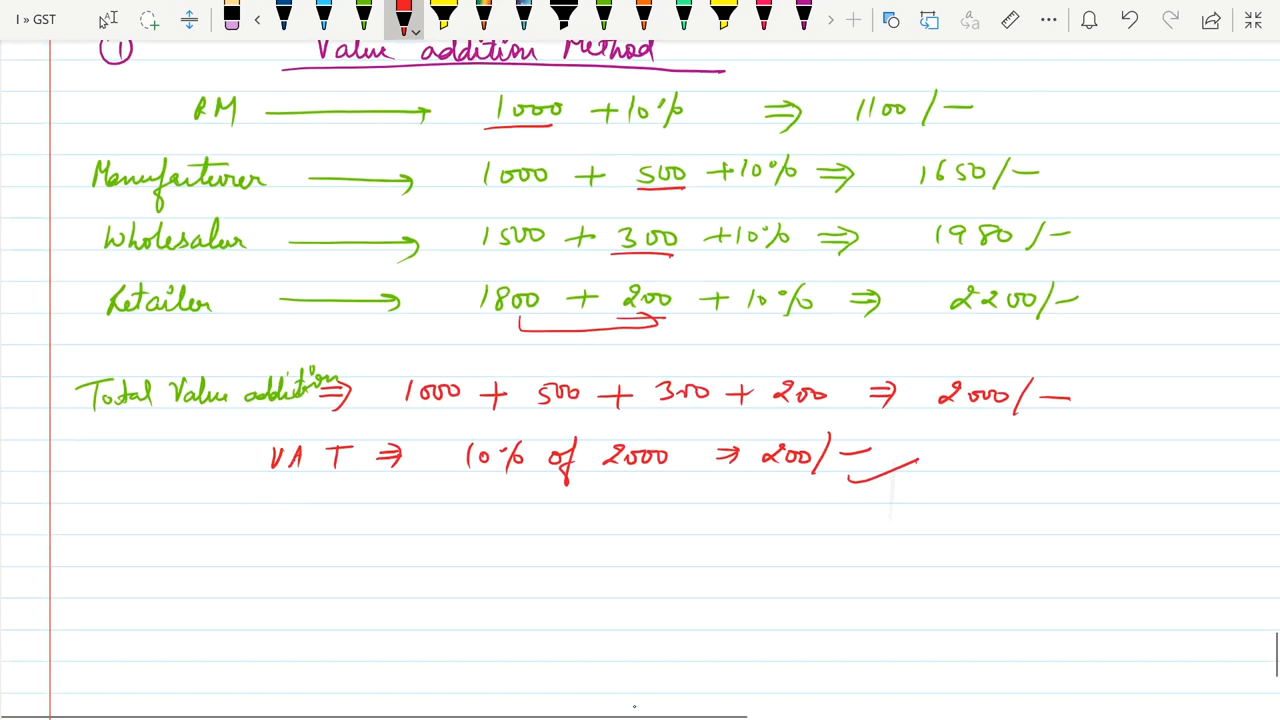 I » GST
① Value addition Method
RM → 1000 + 10% ⇒ 1100/-
Manufacturer → 1000 + 500 + 10% ⇒ 1650/-
Wholesaler → 1500 + 300 + 10% ⇒ 1980/-
Retailer → 1800 + 200 + 10% ⇒ 2200/-
Total Value addition ⇒ 1000 + 500 + 300 + 200 ⇒ 2000/-
VAT ⇒ 10% of 2000 ⇒ 200/-